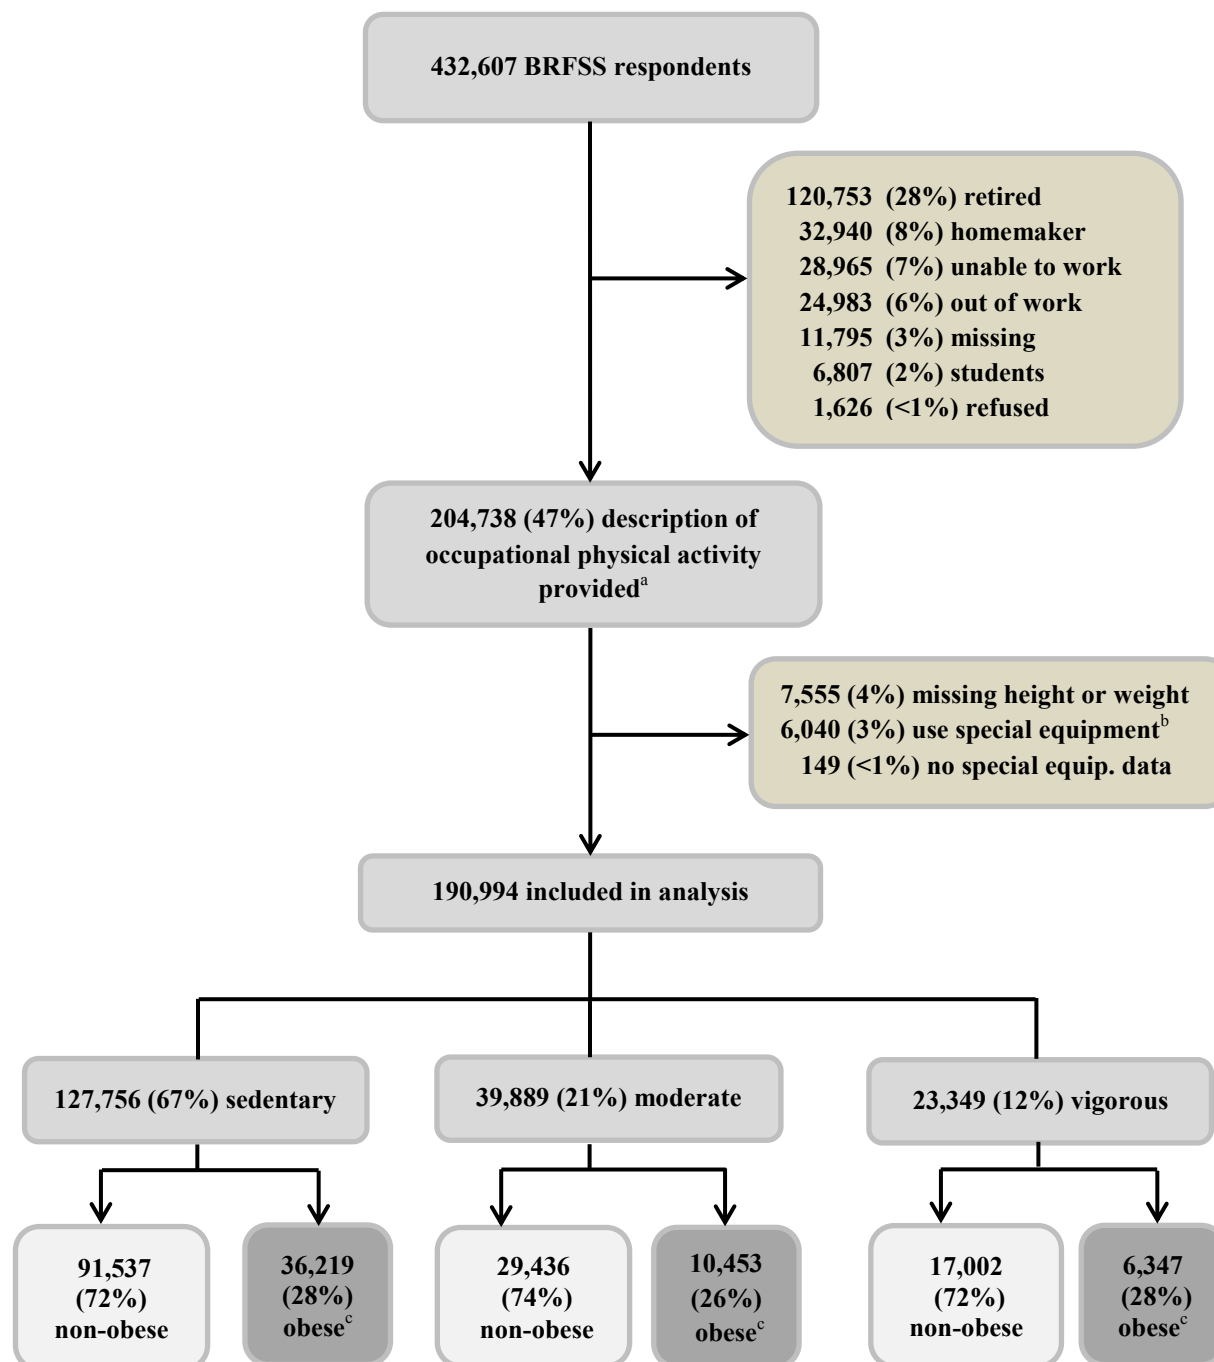 432,607 BRFSS respondents
120,753 (28%) retired
32,940 (8%) homemaker
28,965 (7%) unable to work
24,983 (6%) out of work
11,795 (3%) missing
6,807 (2%) students
1,626 (<1%) refused
204,738 (47%) description of
occupational physical activity
provided^a
7,555 (4%) missing height or weight
6,040 (3%) use special equipment^b
149 (<1%) no special equip. data
190,994 included in analysis
127,756 (67%) sedentary
39,889 (21%) moderate
23,349 (12%) vigorous
91,537
(72%)
non-obese
36,219
(28%)
obese^c
29,436
(74%)
non-obese
10,453
(26%)
obese^c
17,002
(72%)
non-obese
6,347
(28%)
obese^c